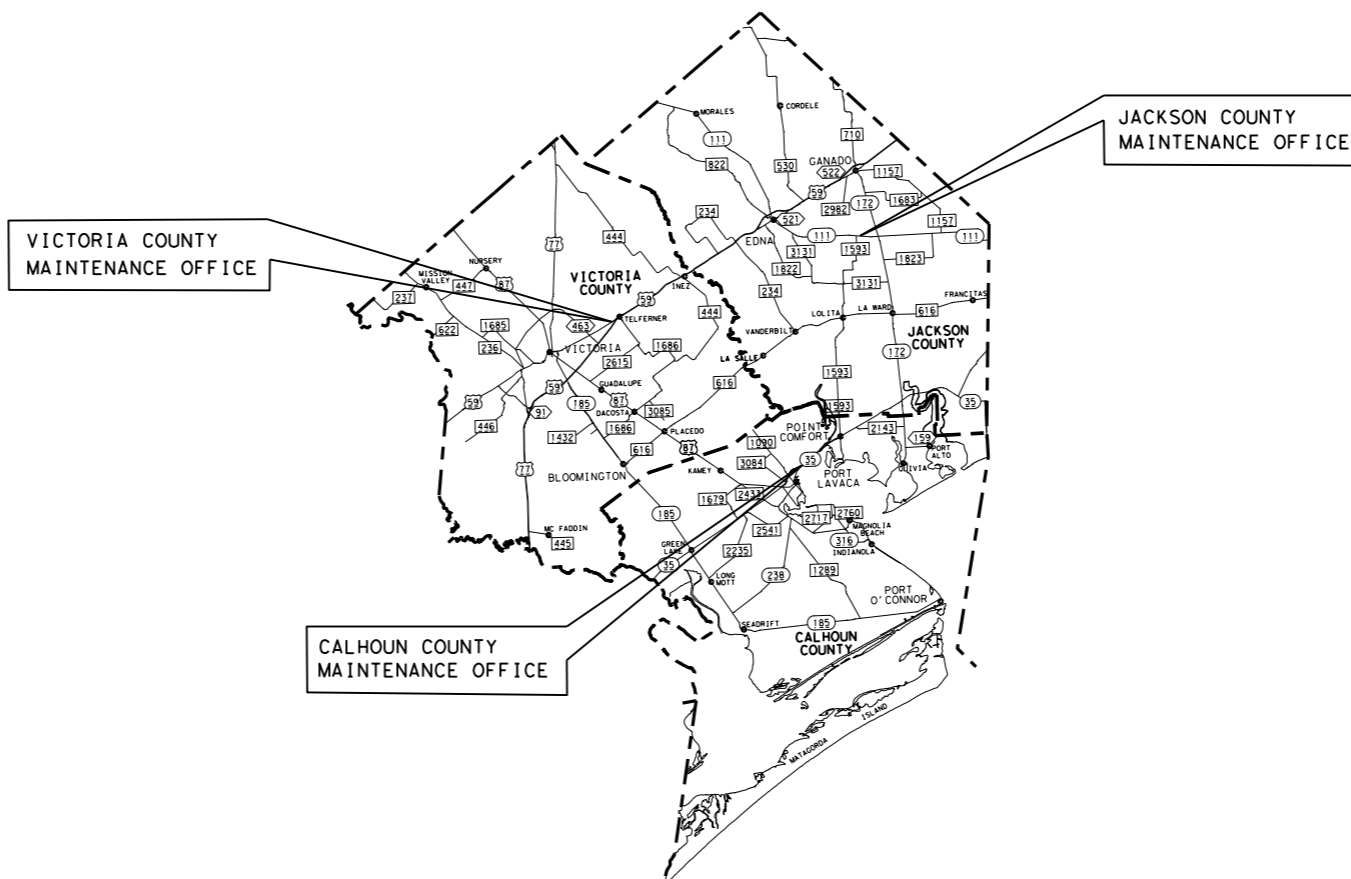 MORALES
CORDELE
JACKSON COUNTY
MAINTENANCE OFFICE
111
710
822
530
GANADO
522
1157
59
2982
172
1683
234
521
1157
EDNA
111
111
3131
1593
1822
1823
VICTORIA COUNTY
MAINTENANCE OFFICE
77
444
NURSERY
MISSION
VALLEY
447
87
VICTORIA
COUNTY
INEZ
237
59
444
234
3131
FRANCITAS
LOLITA
LA WARD
616
TELFERNER
622
1685
463
VANDERBILT
JACKSON
COUNTY
236
VICTORIA
1686
LA SALLE
172
2615
59
GUADALUPE
616
1593
59
91
185
87
DACOSTA
3085
1593
35
446
1432
1686
PLACEDO
POINT
COMFORT
2143
159
PORT
ALTO
616
87
1090
35
77
BLOOMINGTON
KAMEY
3084
PORT
LAVACA
OLIVIA
1679
2433
185
2541
2717
2760
MAGNOLIA
BEACH
MC FADDIN
445
GREEN
LAKE
2235
316
INDIANOLA
35
LONG
MOTT
238
1289
PORT
O'CONNOR
SEADRIFT
185
CALHOUN
COUNTY
CALHOUN COUNTY
MAINTENANCE OFFICE
MATAGORDA ISLAND